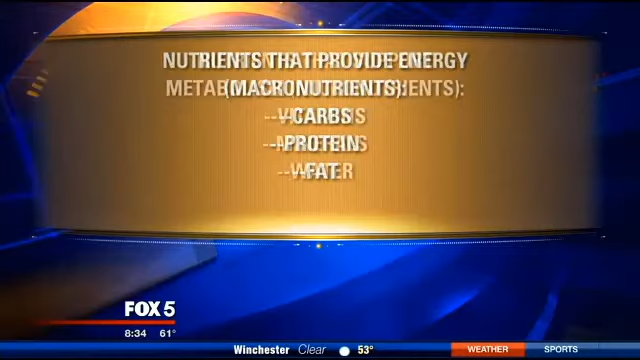 NUTRIENTS THAT PROVIDE ENERGY
(MACRONUTRIENTS):
--CARBS
--PROTEIN
--FAT
FOX 5
8:34 61°
Winchester Clear 53° WEATHER SPORTS